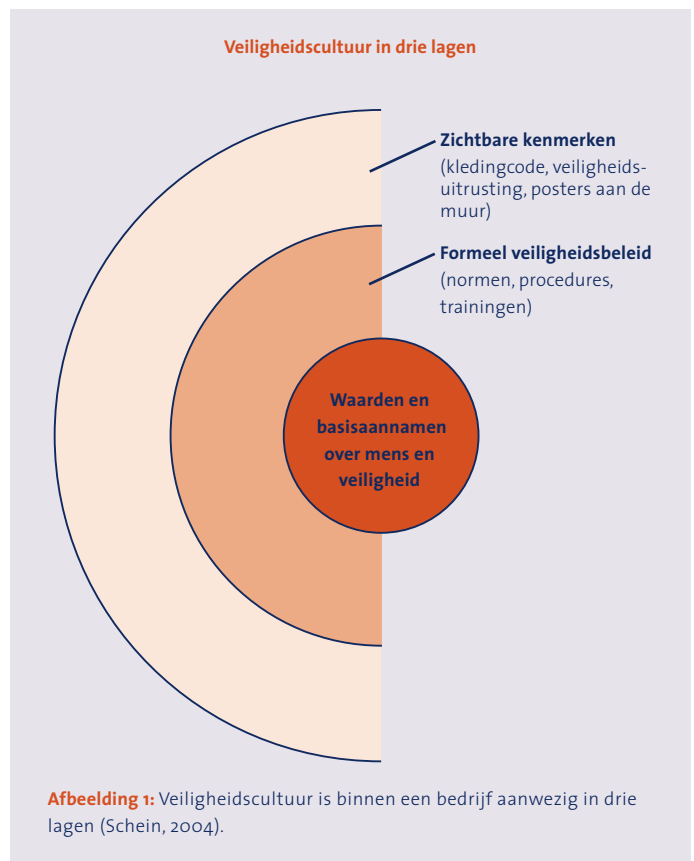 Veiligheidscultuur in drie lagen
Zichtbare kenmerken
(kledingcode, veiligheids-
uitrusting, posters aan de
muur)
Formeel veiligheidsbeleid
(normen, procedures,
trainingen)
Waarden en
basisaannamen
over mens en
veiligheid
Afbeelding 1: Veiligheidscultuur is binnen een bedrijf aanwezig in drie
lagen (Schein, 2004).